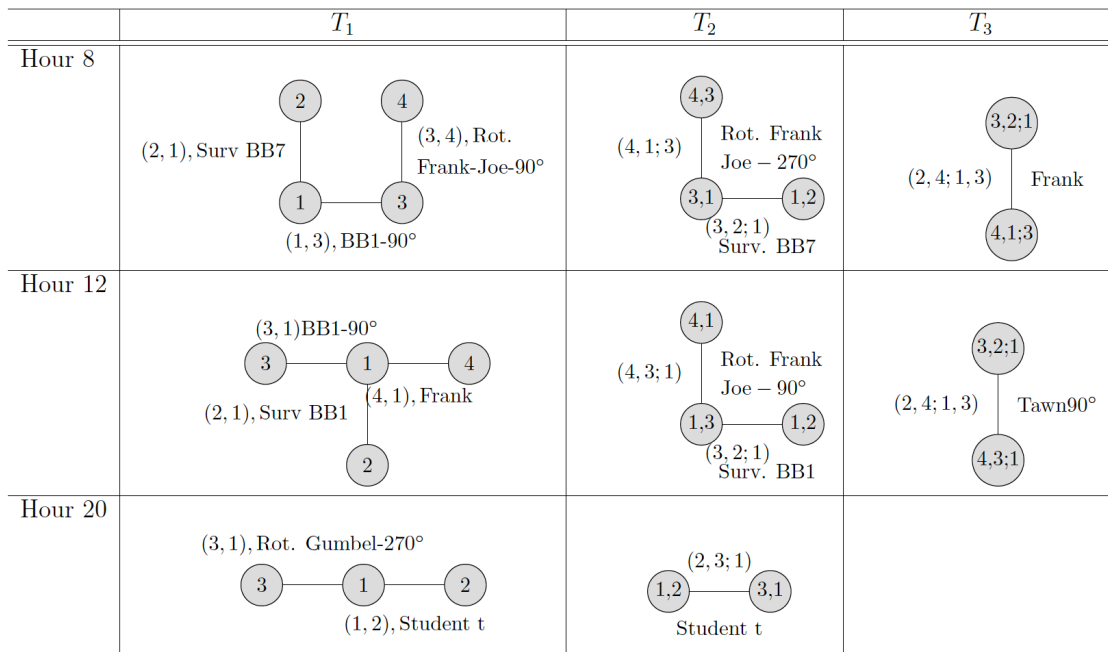 T₁ T₂ T₃
Hour 8
2 4
(2, 1), Surv BB7
(3, 4), Rot.
Frank-Joe-90°
1 3
(1, 3), BB1-90°
4,3
(4, 1; 3)
Rot. Frank
Joe − 270°
3,1 1,2
(3, 2; 1)
Surv. BB7
3,2;1
(2, 4; 1, 3) Frank
4,1;3
Hour 12
(3, 1)BB1-90°
3 1 4
(2, 1), Surv BB1
(4, 1), Frank
2
4,1
(4, 3; 1)
Rot. Frank
Joe − 90°
1,3 1,2
(3, 2; 1)
Surv. BB1
3,2;1
(2, 4; 1, 3) Tawn90°
4,3;1
Hour 20
(3, 1), Rot. Gumbel-270°
3 1 2
(1, 2), Student t
(2, 3; 1)
1,2 3,1
Student t